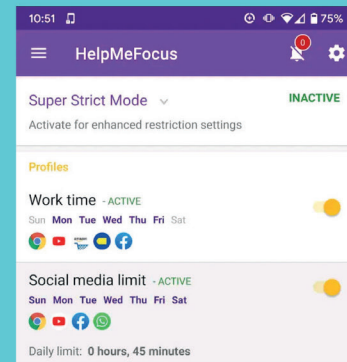 10:51 75%
0
HelpMeFocus
Super Strict Mode INACTIVE
Activate for enhanced restriction settings
Profiles
Work time - ACTIVE
Sun Mon Tue Wed Thu Fri Sat
Social media limit - ACTIVE
Sun Mon Tue Wed Thu Fri Sat
Daily limit: 0 hours, 45 minutes